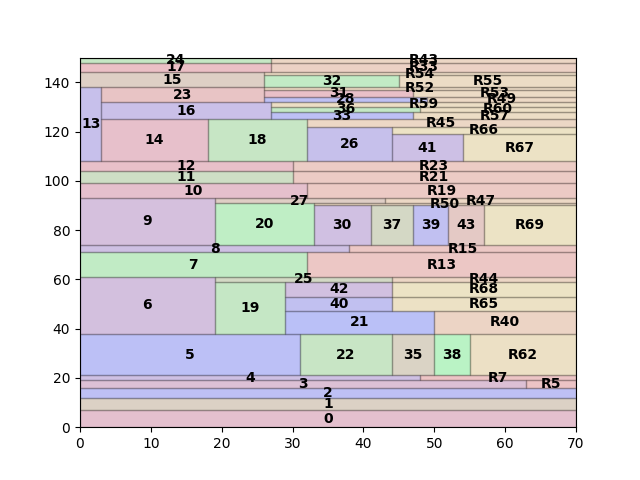 24 R43
17 R33
R54
15 32 R55
R52
31 R53
23 28 R49
R59
16 36 R60
33 R57
13 R45
R66
14 18 26 41 R67
12 R23
11 R21
10 R19
27 R47
R50
9 20 30 37 39 43 R69
8 R15
7 R13
25 R44
42 R68
6 19 40 R65
21 R40
5 22 35 38 R62
4 R7
3 R5
2
1
0
140
120
100
80
60
40
20
0
0 10 20 30 40 50 60 70